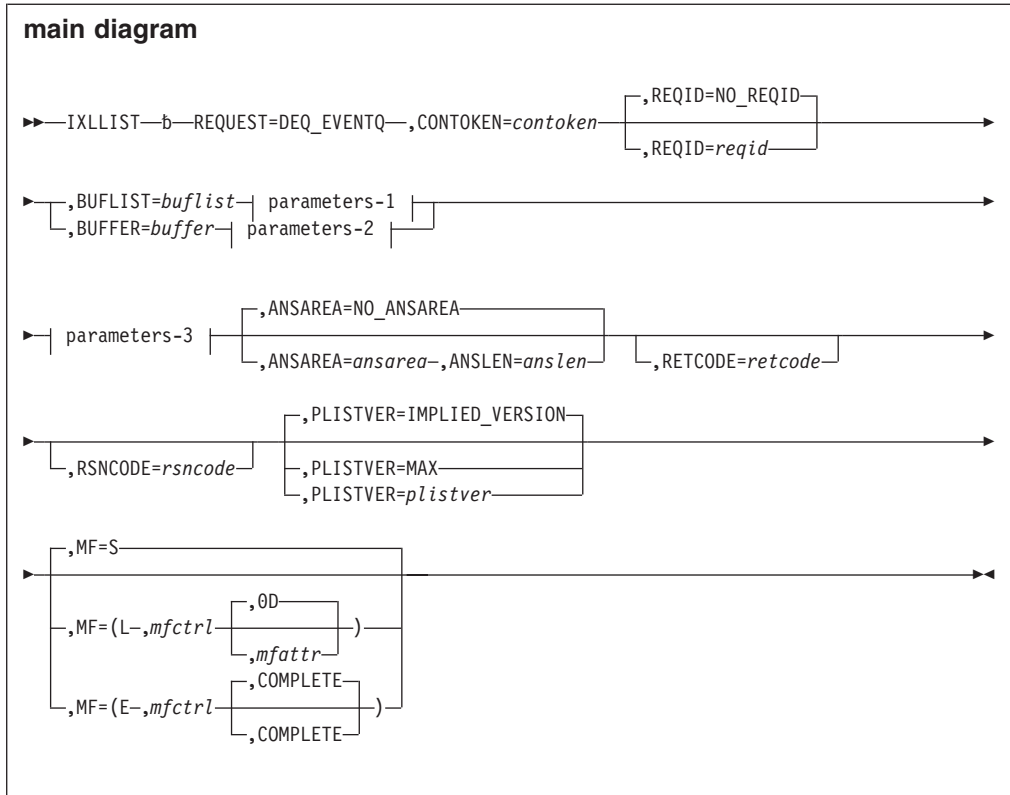 main diagram
,REQID=NO_REQID
IXLLIST ƀ REQUEST=DEQ_EVENTQ ,CONTOKEN=contoken
,REQID=reqid
,BUFLIST=buflist parameters-1
,BUFFER=buffer parameters-2
,ANSAREA=NO_ANSAREA
parameters-3
,ANSAREA=ansarea ,ANSLEN=anslen ,RETCODE=retcode
,PLISTVER=IMPLIED_VERSION
,RSNCODE=rsncode ,PLISTVER=MAX
,PLISTVER=plistver
,MF=S
,0D
,MF=(L ,mfctrl )
,mfattr
,COMPLETE
,MF=(E ,mfctrl )
,COMPLETE